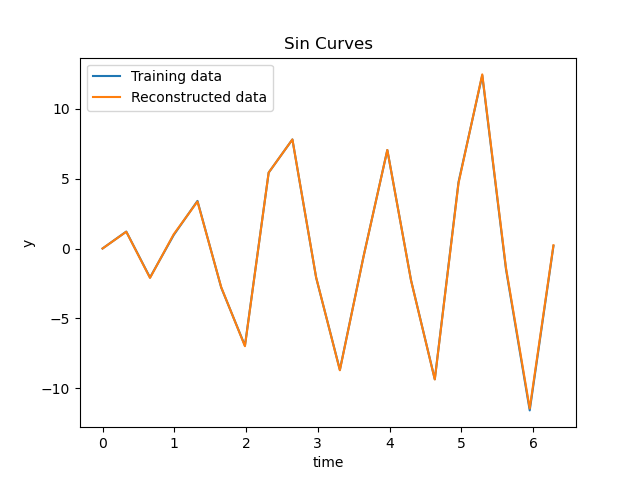 Sin Curves
Training data
Reconstructed data
y
10
5
0
−5
−10
0 1 2 3 4 5 6
time